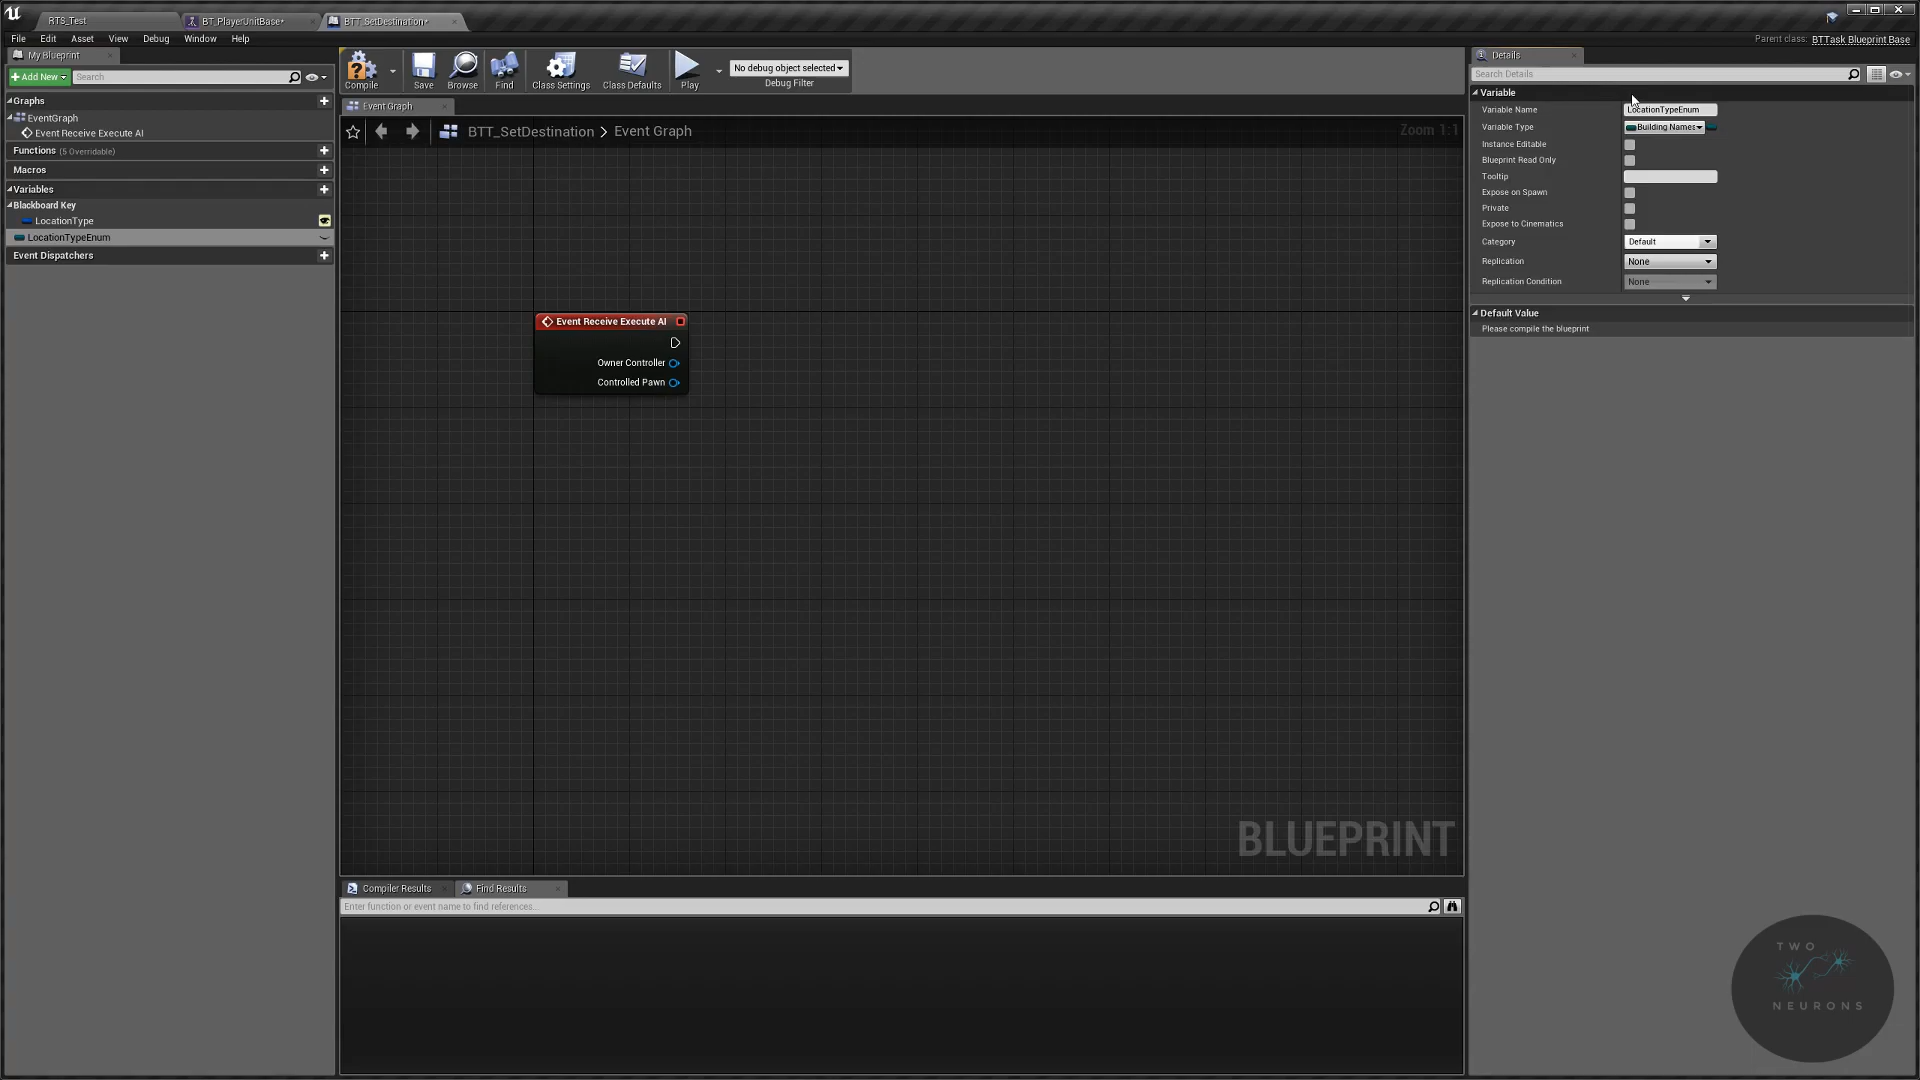 RTS_Test
BT_PlayerUnitBase*
BTT_SetDestination*
File Edit Asset View Debug Window Help
Parent class: BTTask Blueprint Base
My Blueprint
Add New
Search
Graphs
EventGraph
Event Receive Execute AI
Functions (5 Overridable)
Macros
Variables
Blackboard Key
LocationType
LocationTypeEnum
Event Dispatchers
Compile
Save
Browse
Find
Class Settings
Class Defaults
Play
No debug object selected
Debug Filter
Event Graph
BTT_SetDestination > Event Graph
Zoom 1:1
Event Receive Execute AI
Owner Controller
Controlled Pawn
BLUEPRINT
Compiler Results
Find Results
Enter function or event name to find references...
Details
Search Details
Variable
Variable Name LocationTypeEnum
Variable Type Building Names
Instance Editable
Blueprint Read Only
Tooltip
Expose on Spawn
Private
Expose to Cinematics
Category Default
Replication None
Replication Condition None
Default Value
Please compile the blueprint
TWO
NEURONS